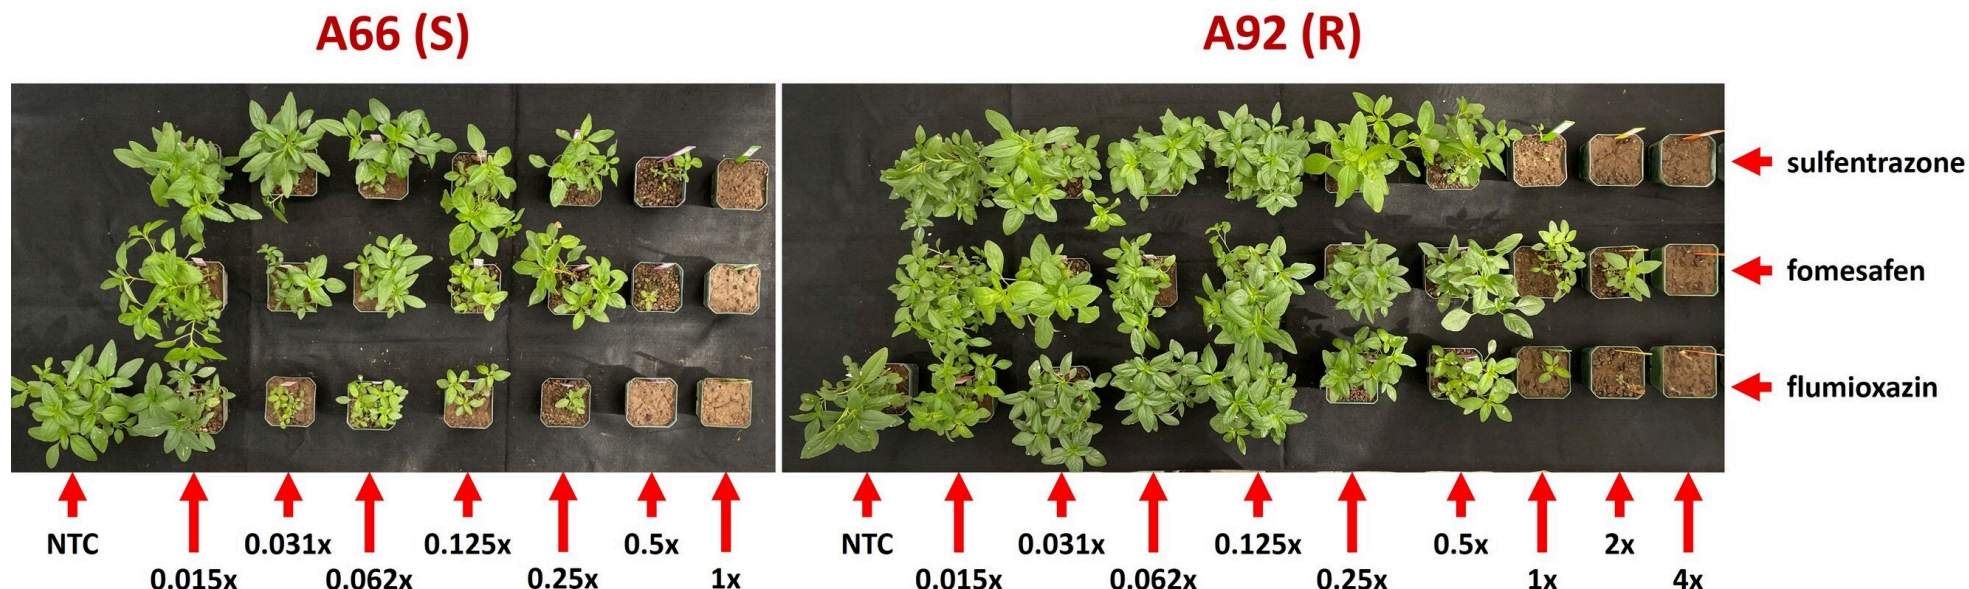 A66 (S)
A92 (R)
sulfentrazone
fomesafen
flumioxazin
NTC
0.015x
0.031x
0.062x
0.125x
0.25x
0.5x
1x
NTC
0.015x
0.031x
0.062x
0.125x
0.25x
0.5x
1x
2x
4x